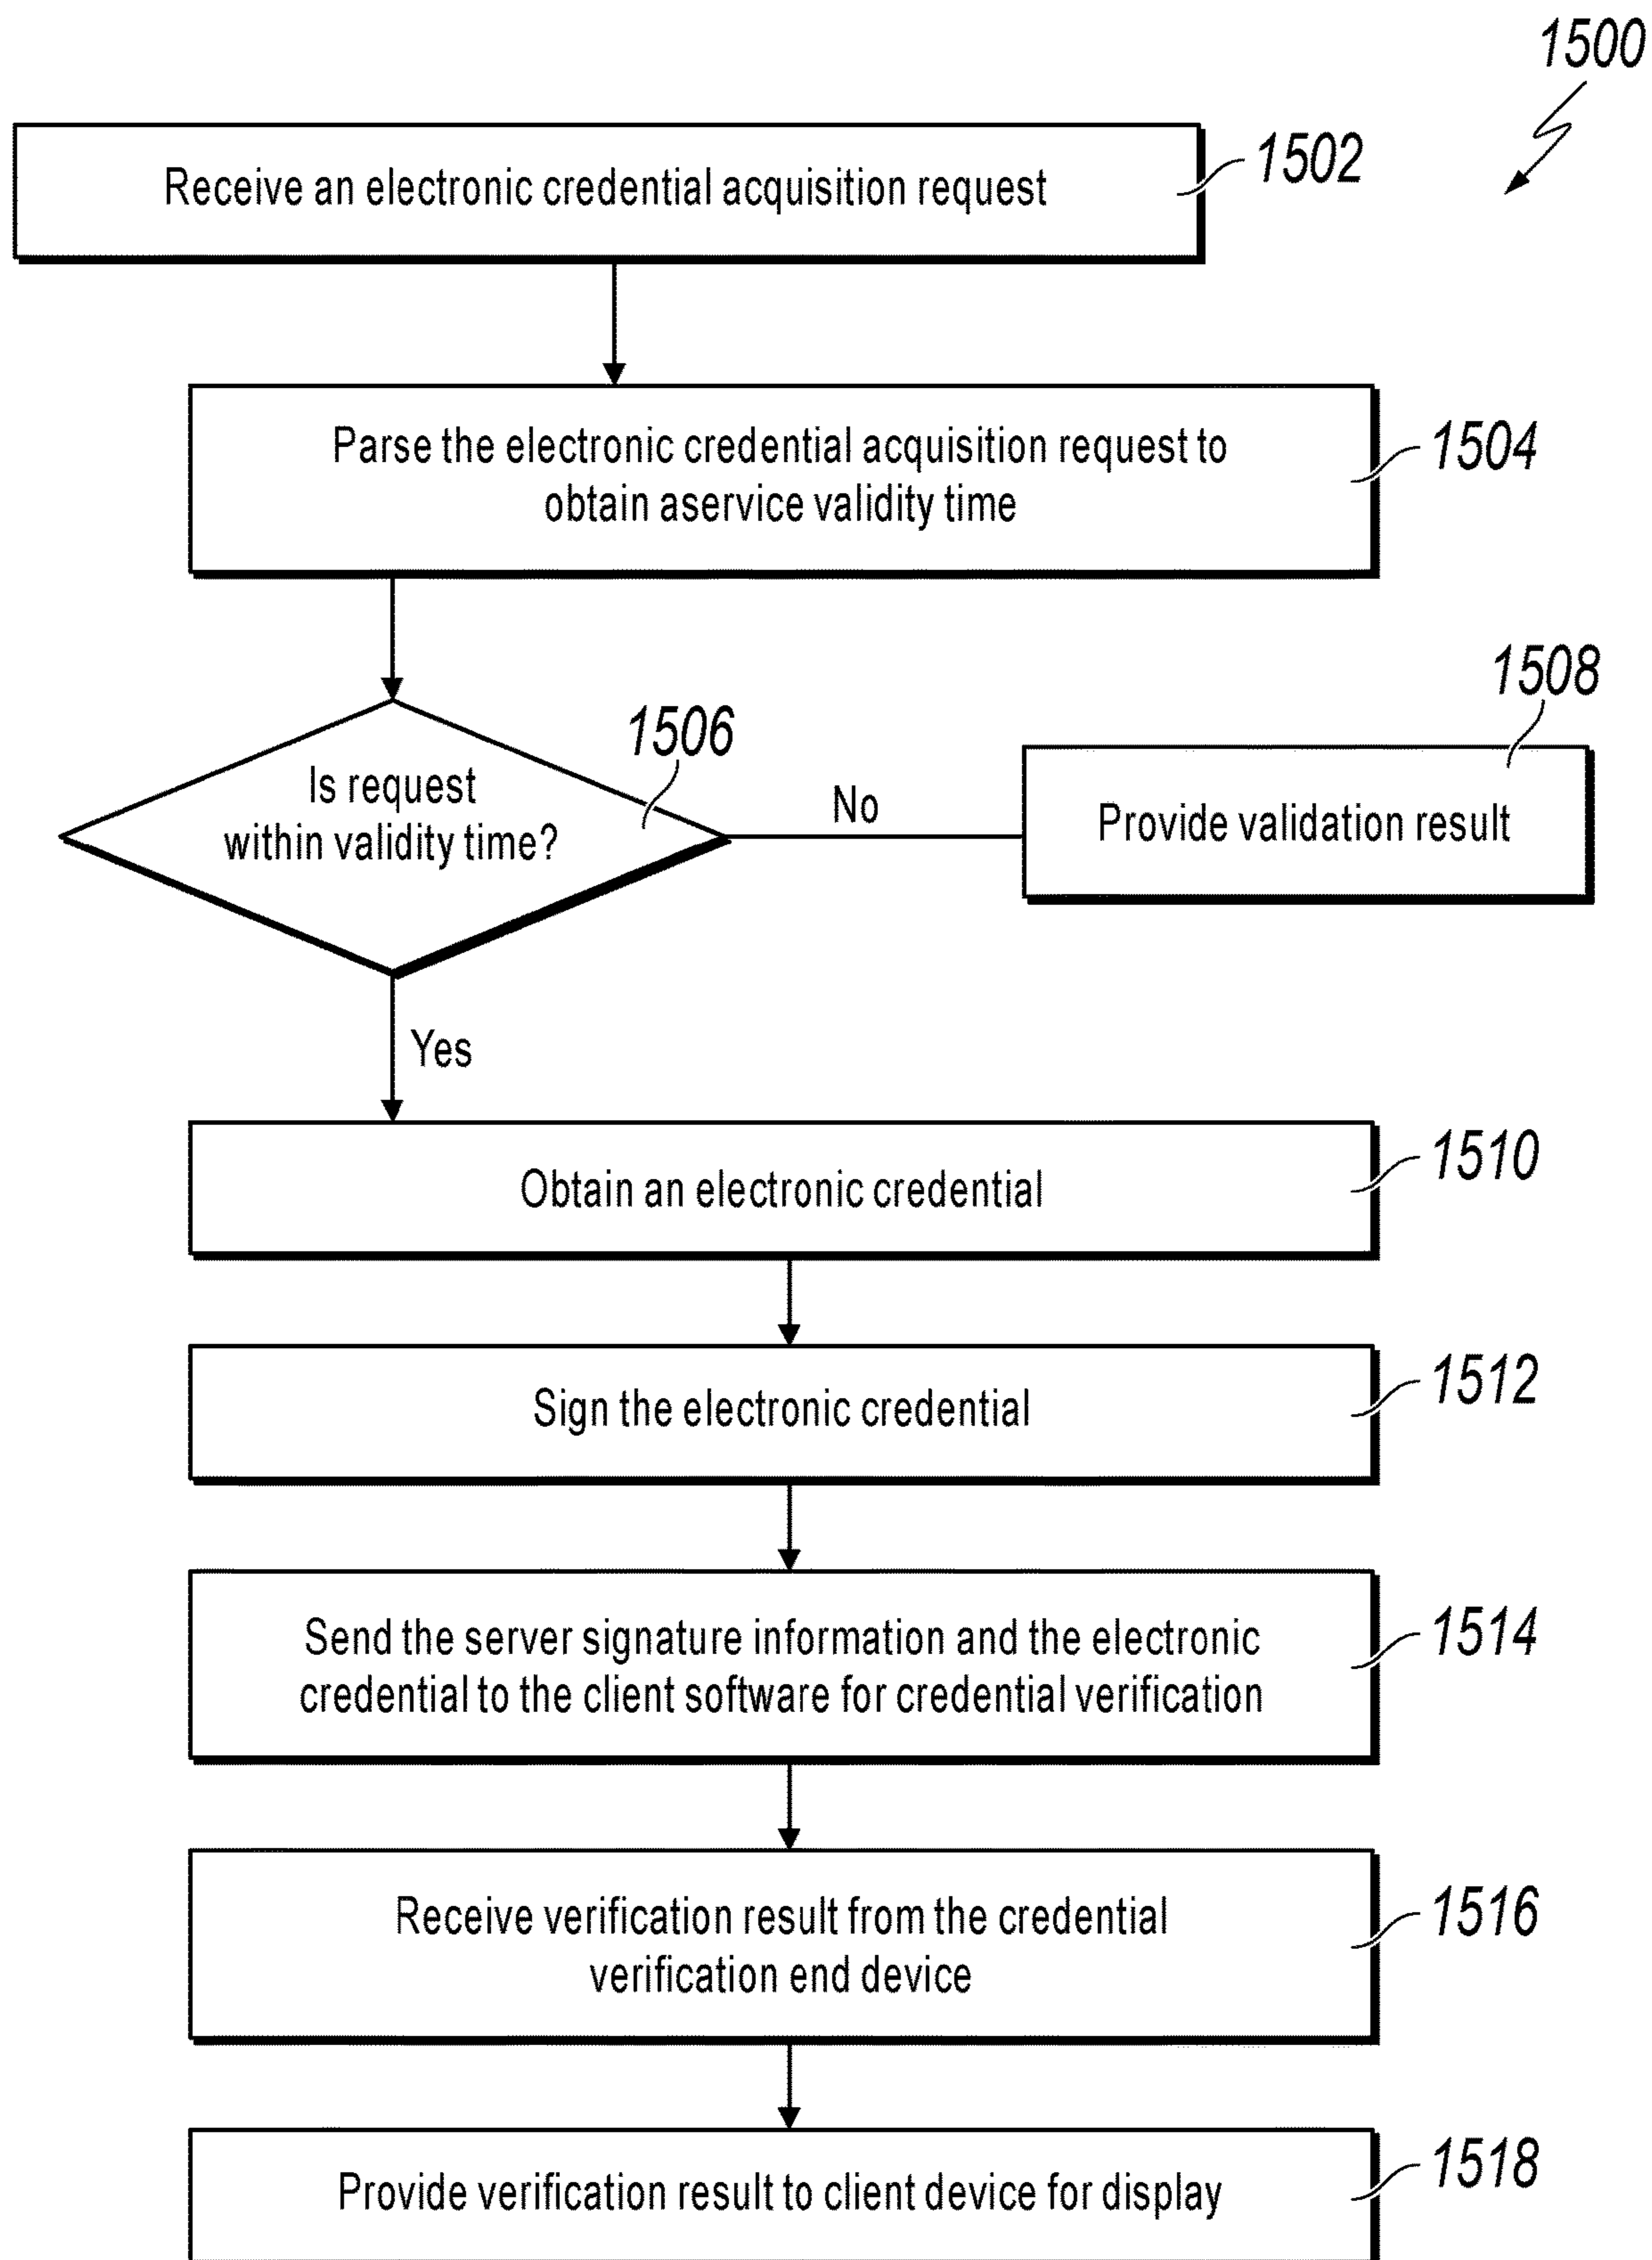 1500
Receive an electronic credential acquisition request
1502
Parse the electronic credential acquisition request to
obtain aservice validity time
1504
Is request
within validity time?
1506
No
1508
Provide validation result
Yes
Obtain an electronic credential
1510
Sign the electronic credential
1512
Send the server signature information and the electronic
credential to the client software for credential verification
1514
Receive verification result from the credential
verification end device
1516
Provide verification result to client device for display
1518